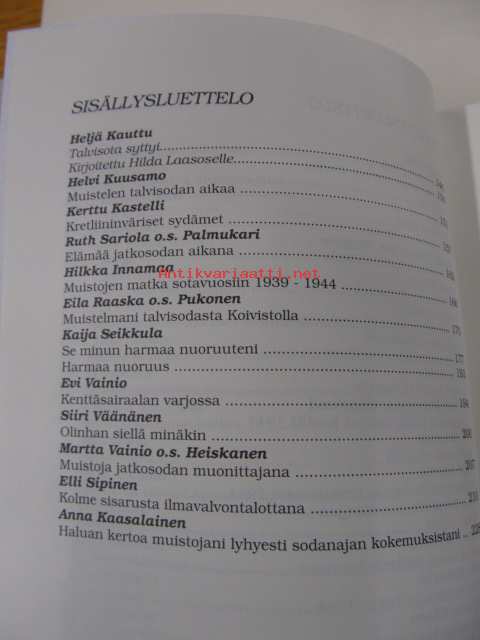 SISÄLLYSLUETTELO
Heljä Kauttu
Talvisota syttyi
Kirjoitettu Hilda Laasoselle
Helvi Kuusamo
Muistelen talvisodan aikaa
Kerttu Kastelli
Kretliininväriset sydämet
Ruth Sariola o.s. Palmukari
Elämää jatkosodan aikana
Hilkka Innamaa
Antikvariaatti.net
Muistojen matka sotavuosiin 1939 - 1944
Eila Raaska o.s. Pukonen
Muistelmani talvisodasta Koivistolla
Kaija Seikkula
Se minun harmaa nuoruuteni 177
Harmaa nuoruus
Evi Vainio
Kenttäsairaalan varjossa
Siiri Väänänen
Olinhan siellä minäkin
Martta Vainio o.s. Heiskanen
Muistoja jatkosodan muonittajana
Elli Sipinen
Kolme sisarusta ilmavalvontalottana
Anna Kaasalainen
Haluan kertoa muistojani lyhyesti sodanajan kokemuksistani